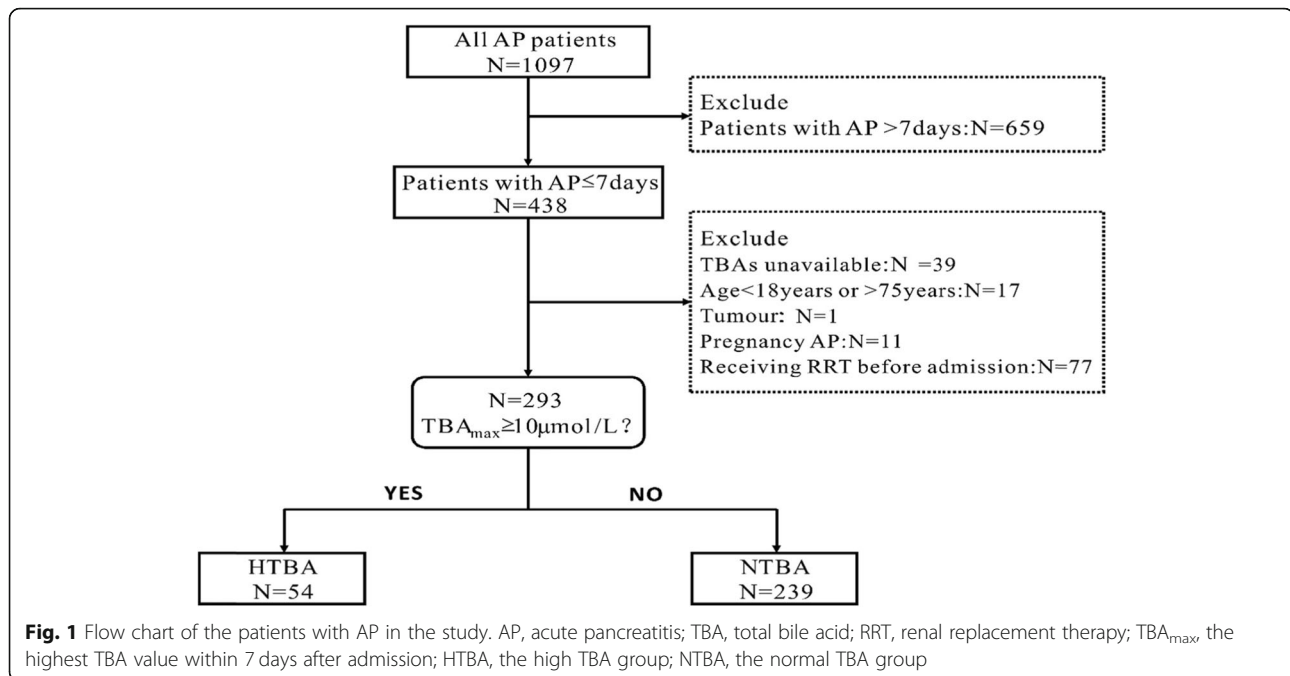 All AP patients
N=1097
Exclude
Patients with AP >7days:N=659
Patients with AP≤7days
N=438
Exclude
TBAs unavailable:N =39
Age<18years or >75years:N=17
Tumour: N=1
Pregnancy AP:N=11
Receiving RRT before admission:N=77
N=293
TBAmax≥10μmol/L?
YES
NO
HTBA
N=54
NTBA
N=239
Fig. 1 Flow chart of the patients with AP in the study. AP, acute pancreatitis; TBA, total bile acid; RRT, renal replacement therapy; TBAmax, the
highest TBA value within 7 days after admission; HTBA, the high TBA group; NTBA, the normal TBA group